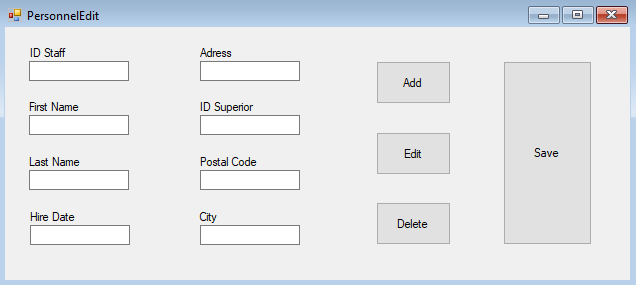 PersonnelEdit
ID Staff
Adress
Add
Save
First Name
ID Superior
Edit
Last Name
Postal Code
Delete
Hire Date
City